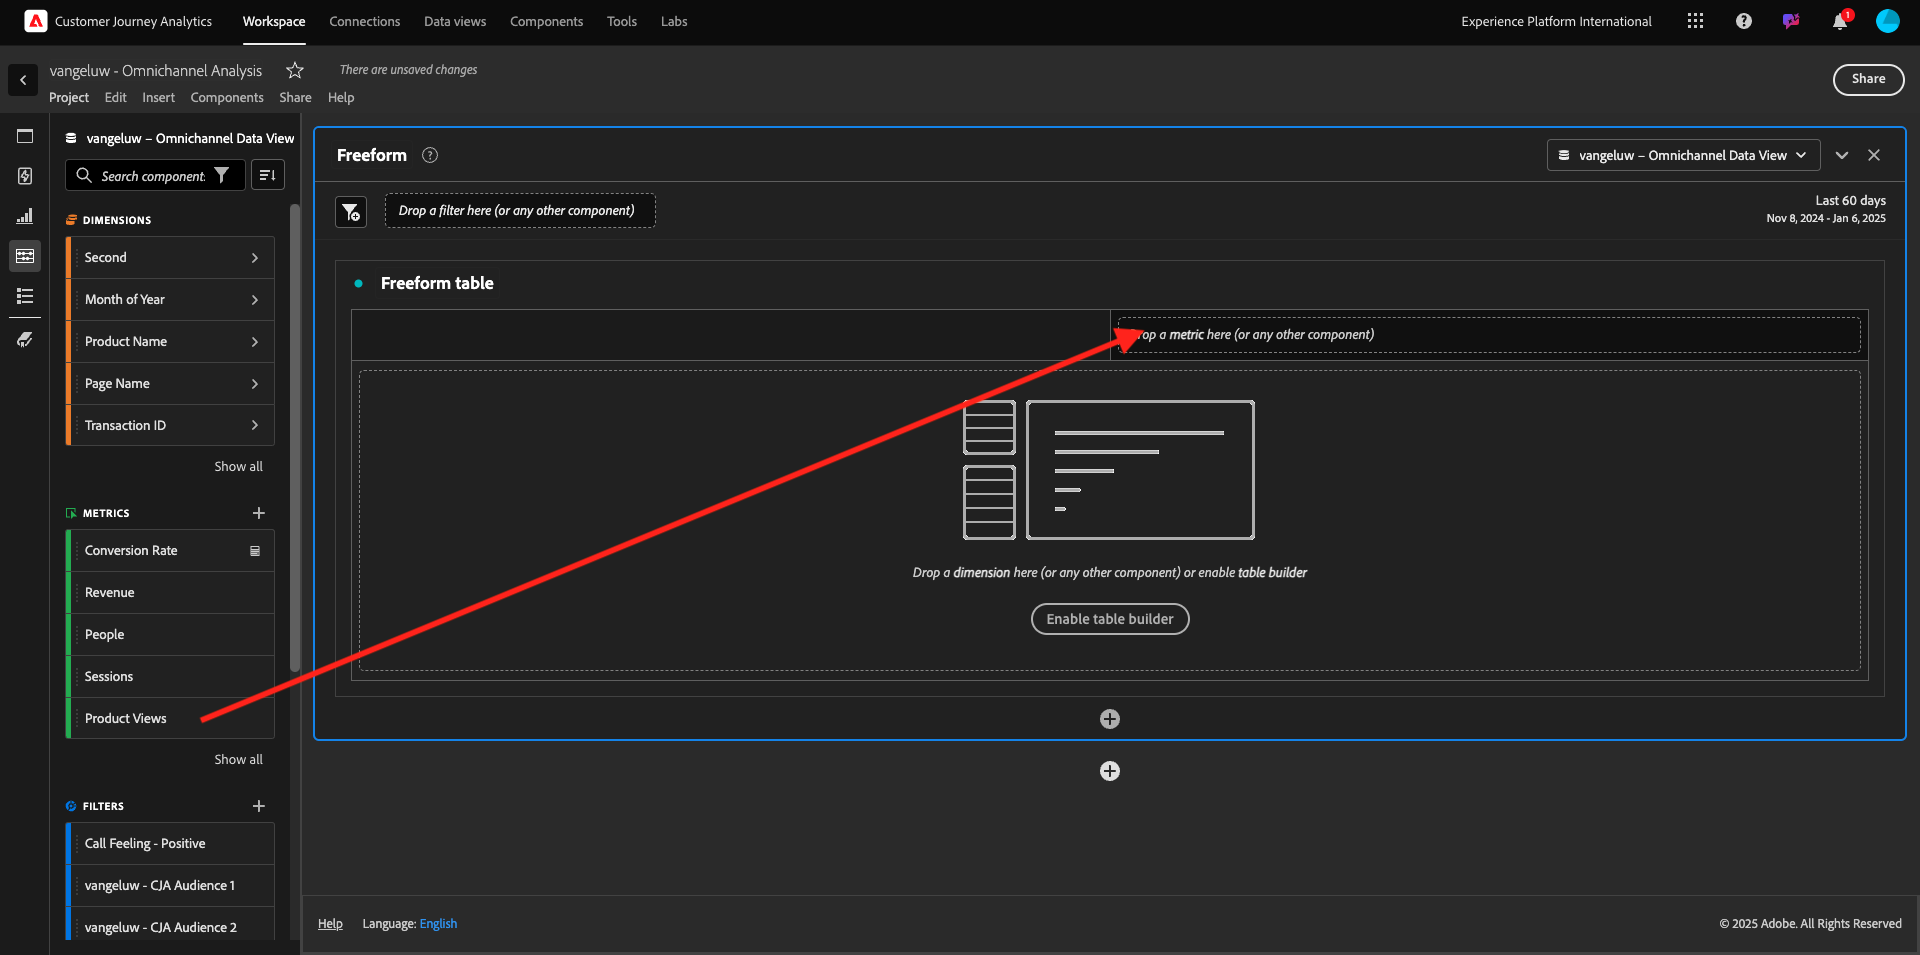 Customer Journey Analytics
Workspace
Connections
Data views
Components
Tools
Labs
Experience Platform International
1
vangeluw - Omnichannel Analysis
There are unsaved changes
Share
Project
Edit
Insert
Components
Share
Help
vangeluw – Omnichannel Data View
Search component
DIMENSIONS
Second
Month of Year
Product Name
Page Name
Transaction ID
Show all
METRICS
Conversion Rate
Revenue
People
Sessions
Product Views
Show all
FILTERS
Call Feeling - Positive
vangeluw - CJA Audience 1
vangeluw - CJA Audience 2
Freeform
vangeluw – Omnichannel Data View
Drop a filter here (or any other component)
Last 60 days
Nov 8, 2024 - Jan 6, 2025
Freeform table
rop a metric here (or any other component)
Drop a dimension here (or any other component) or enable table builder
Enable table builder
Help
Language: English
© 2025 Adobe. All Rights Reserved